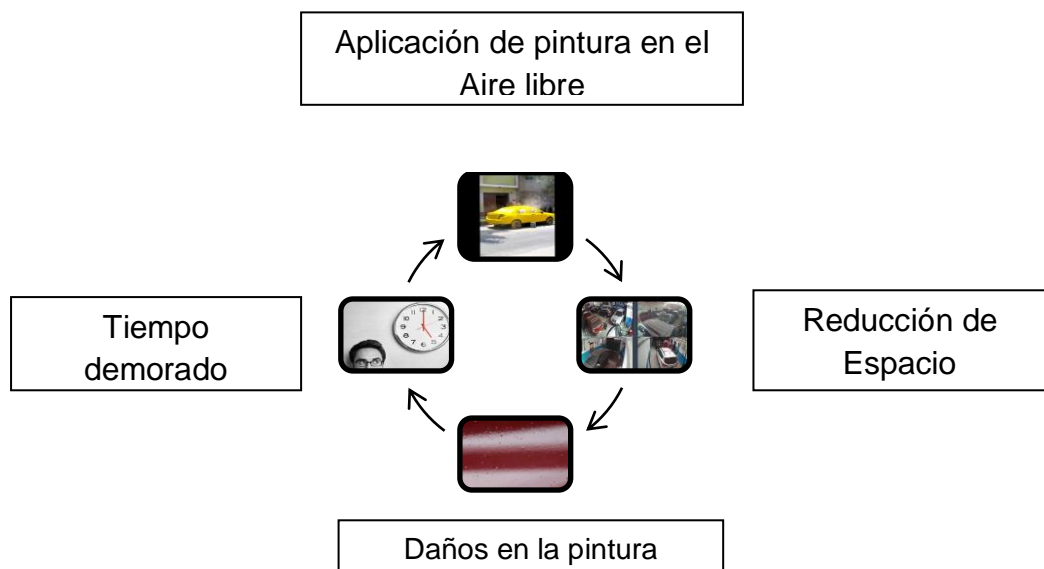 Aplicación de pintura en el
Aire libre
Tiempo
demorado
Reducción de
Espacio
Daños en la pintura